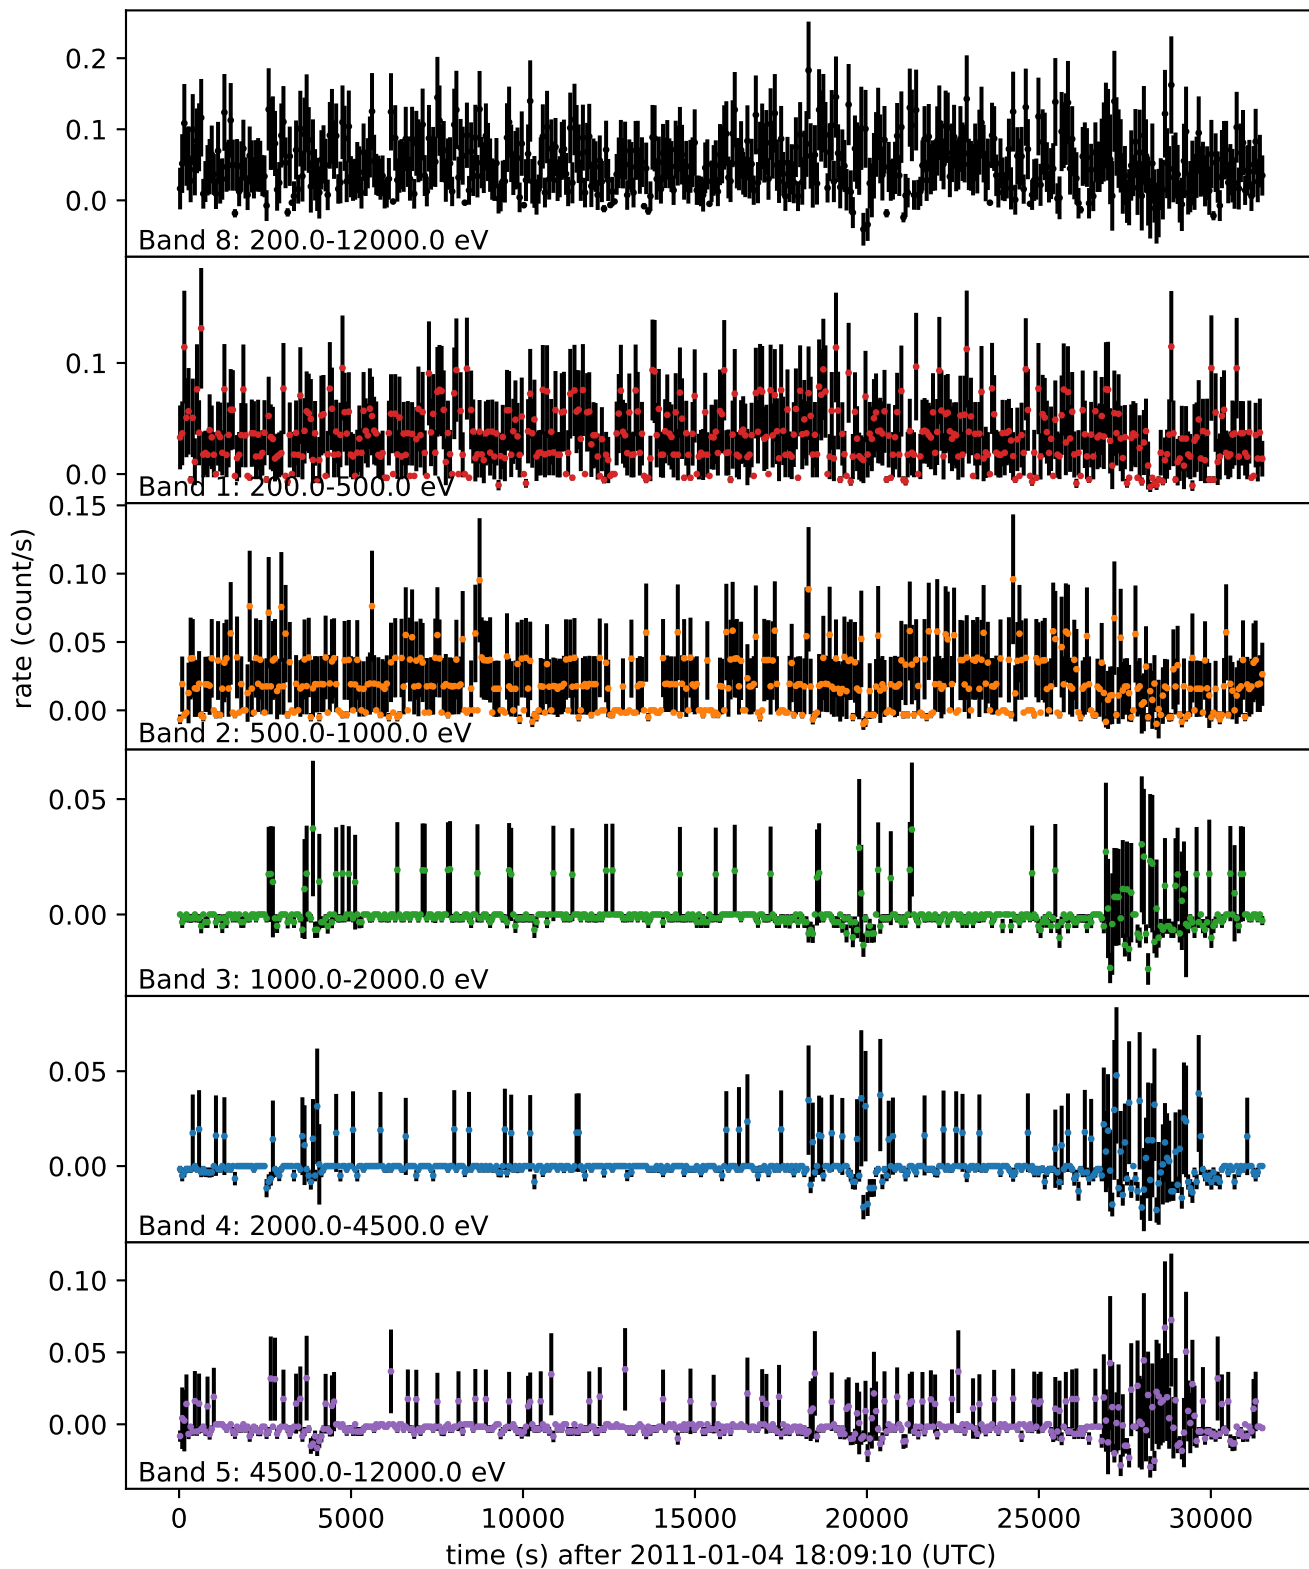 0.2
0.1
0.0
Band 8: 200.0-12000.0 eV
0.1
0.0
Band 1: 200.0-500.0 eV
0.15
0.10
0.05
0.00
Band 2: 500.0-1000.0 eV
rate (count/s)
0.05
0.00
Band 3: 1000.0-2000.0 eV
0.05
0.00
Band 4: 2000.0-4500.0 eV
0.10
0.05
0.00
Band 5: 4500.0-12000.0 eV
0 5000 10000 15000 20000 25000 30000
time (s) after 2011-01-04 18:09:10 (UTC)